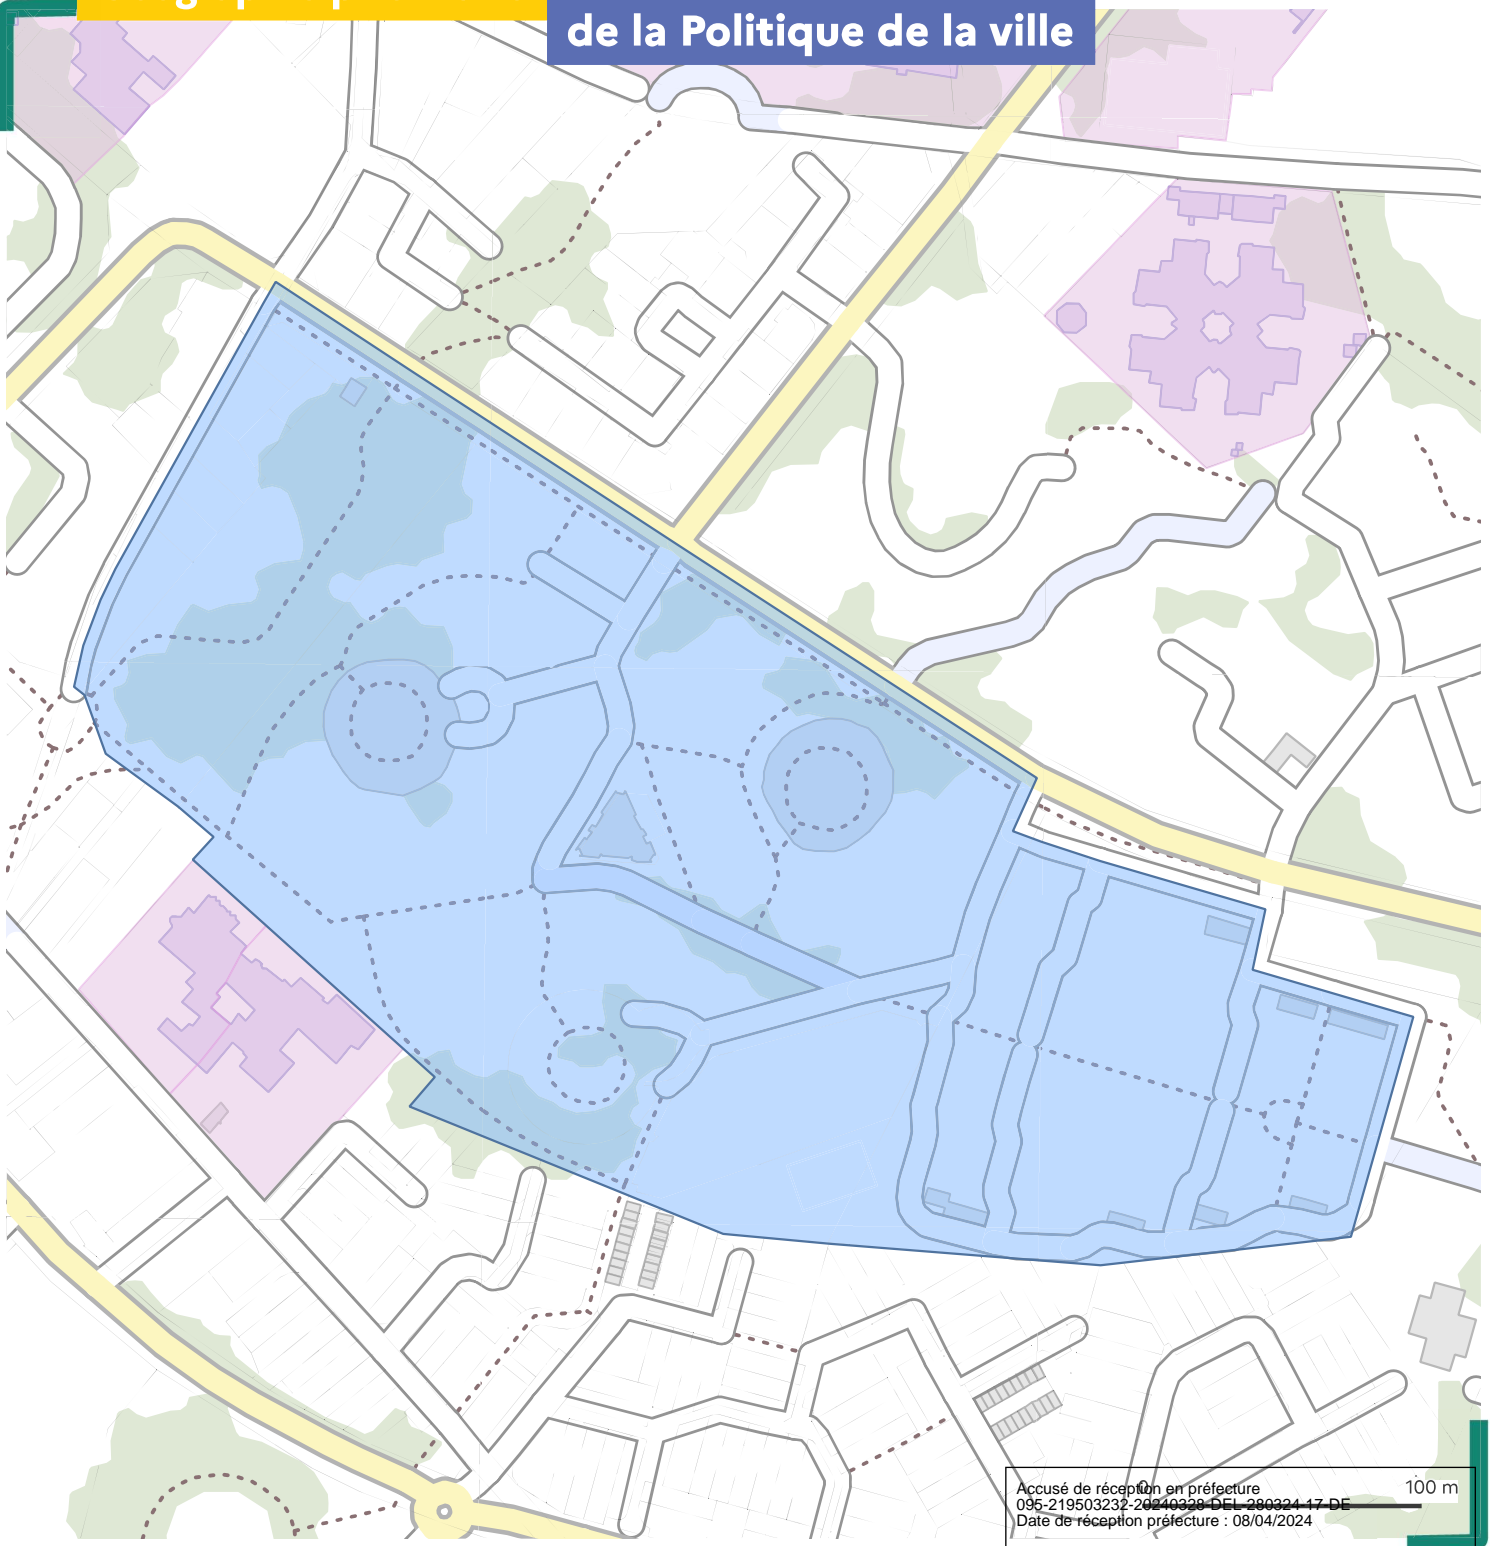 de la Politique de la ville
0
100 m
Accusé de réception en préfecture
095-219503232-20240328-DEL-280324-17-DE
Date de réception préfecture : 08/04/2024